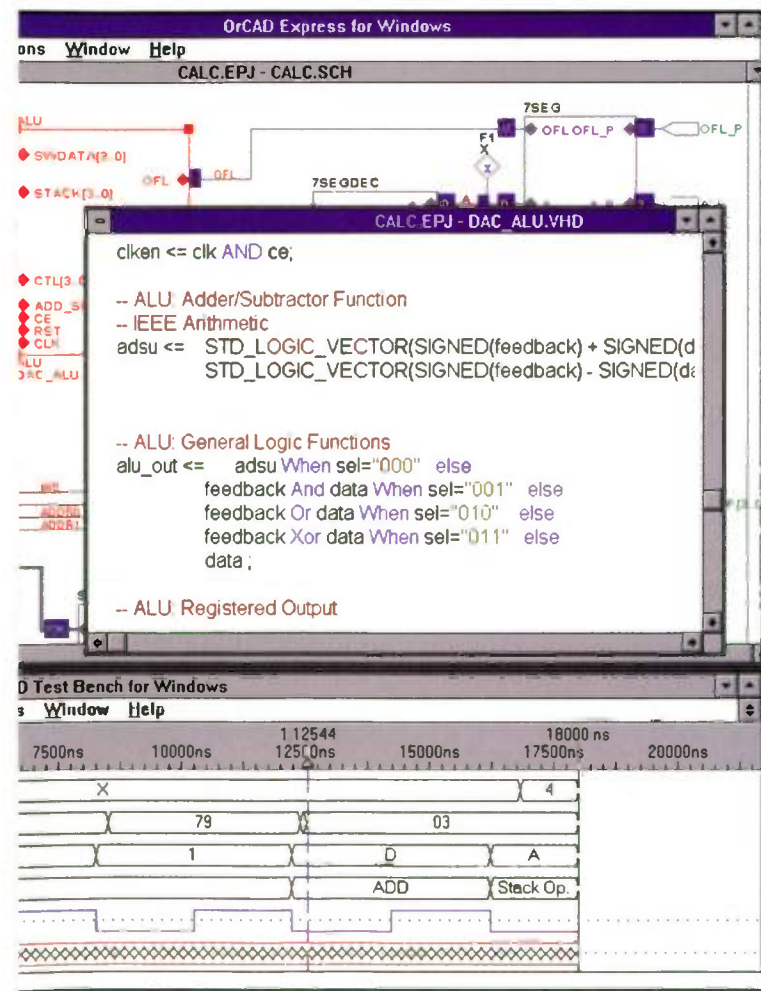 OrCAD Express for Windows
ons Window Help
CALC.EPJ - CALC.SCH
ALU
7SEG
OFL OFL_P
OFL_P
F1
X
X
SWDATA[3..0]
OFL
OFL
7SEGDEC
STACK[3..0]
CALC.EPJ - DAC_ALU.VHD
clken <= clk AND ce;
CTL[3..0
-- ALU: Adder/Subtractor Function
ADD_S
CE
-- IEEE Arithmetic
RST
CLK
adsu <= STD_LOGIC_VECTOR(SIGNED(feedback) + SIGNED(d
ALU
DAC_ALU
STD_LOGIC_VECTOR(SIGNED(feedback) - SIGNED(da
-- ALU: General Logic Functions
alu_out <= adsu When sel="000" else
feedback And data When sel="001" else
feedback Or data When sel="010" else
feedback Xor data When sel="011" else
data ;
-- ALU: Registered Output
D Test Bench for Windows
s Window Help
1.12544
18000 ns
7500ns 10000ns 12500ns 15000ns 17500ns 20000ns
X 4
79 03
1 D A
ADD Stack Op.